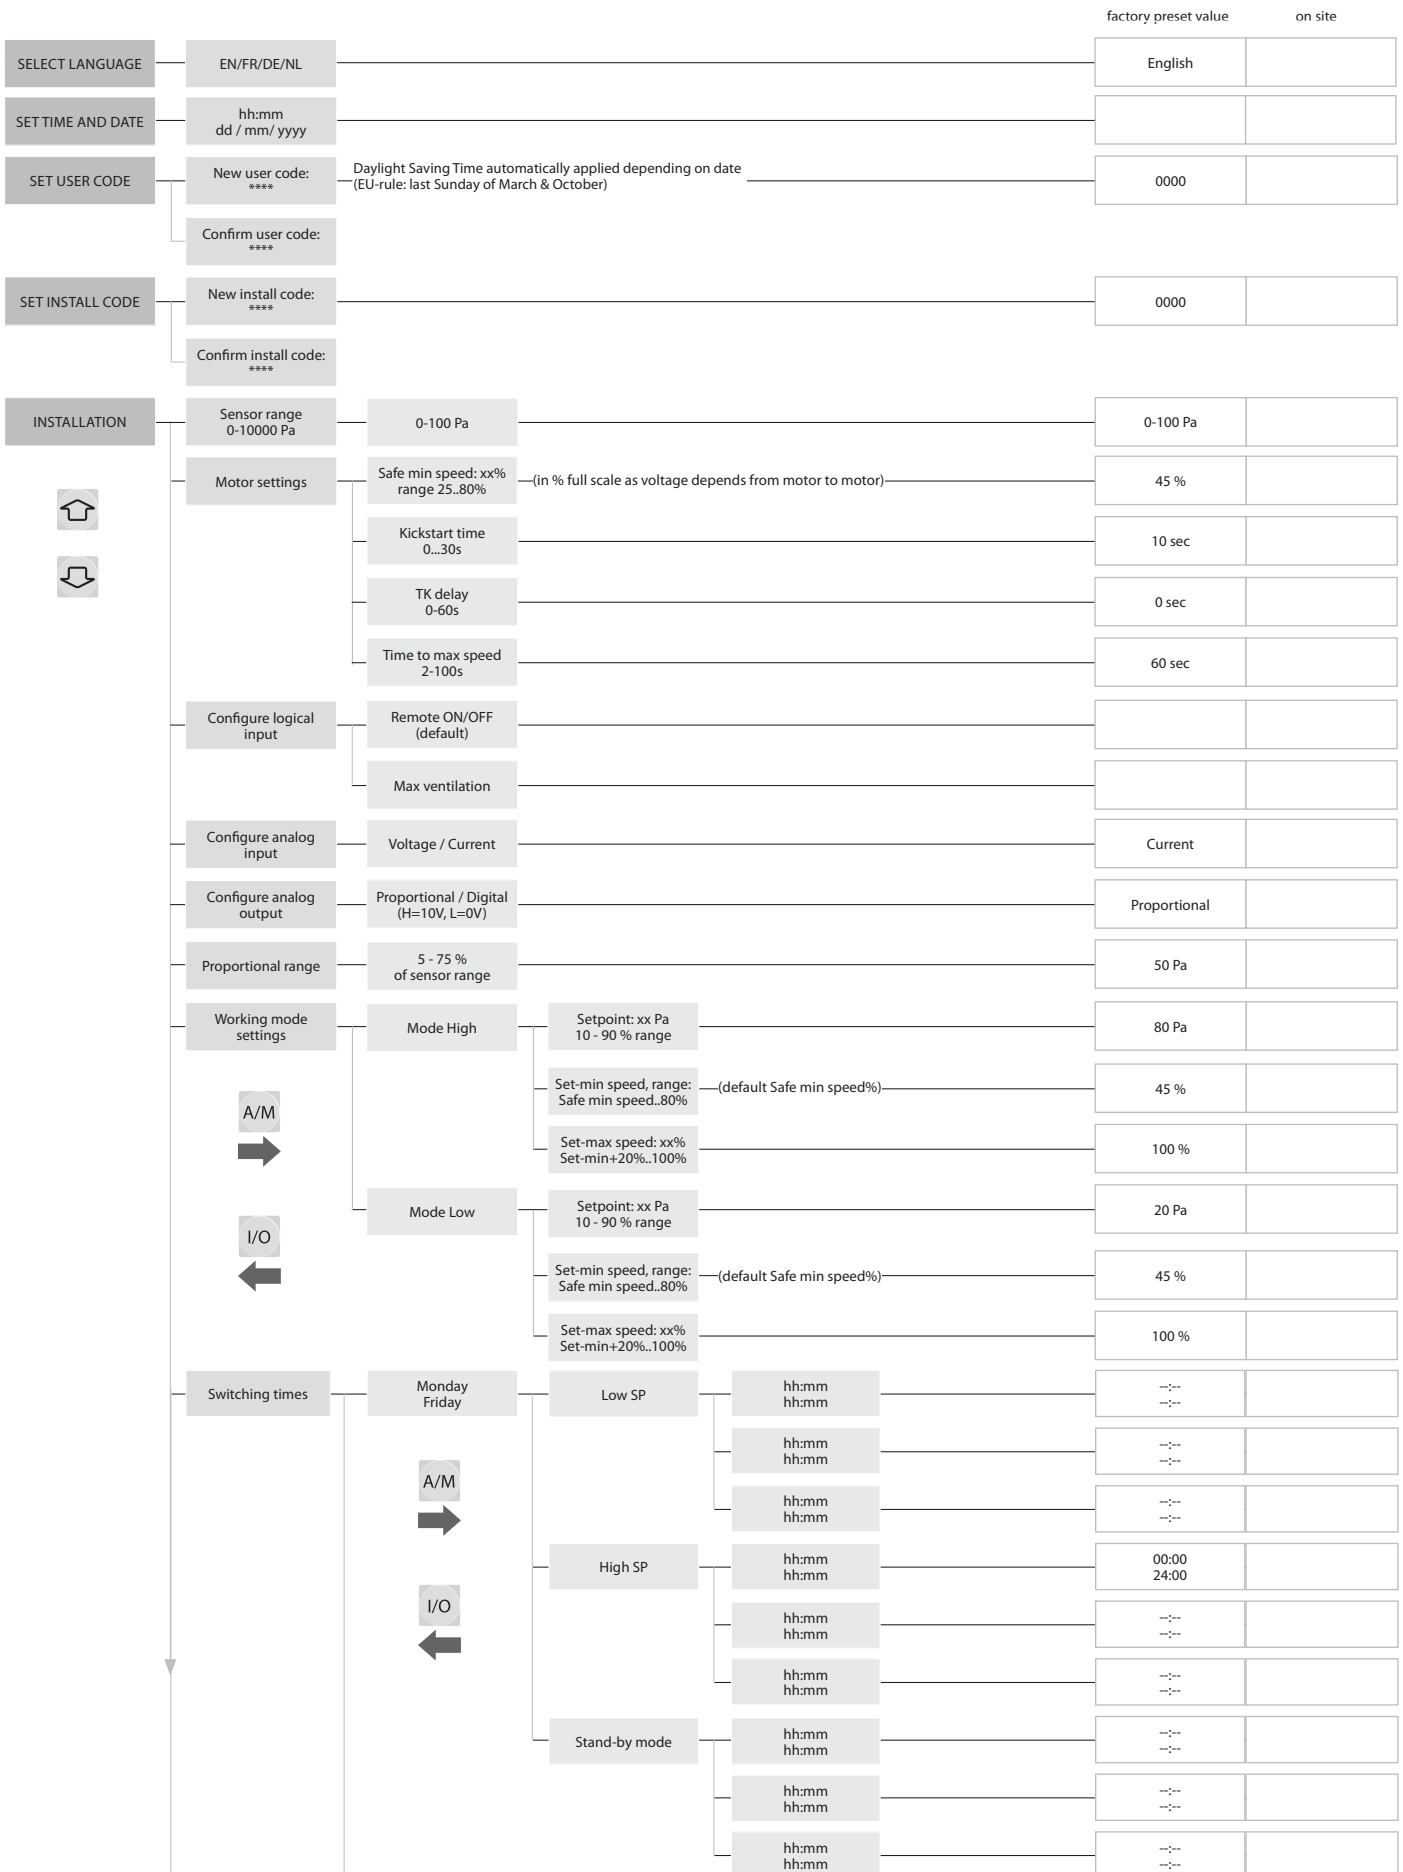 factory preset value on site
SELECT LANGUAGE EN/FR/DE/NL English
SET TIME AND DATE hh:mm
dd / mm/ yyyy
SET USER CODE New user code:
****
Daylight Saving Time automatically applied depending on date
(EU-rule: last Sunday of March & October)
0000
Confirm user code:
****
SET INSTALL CODE New install code:
****
0000
Confirm install code:
****
INSTALLATION Sensor range
0-10000 Pa
0-100 Pa 0-100 Pa
Motor settings Safe min speed: xx%
range 25..80%
(in % full scale as voltage depends from motor to motor) 45 %
Kickstart time
0...30s
10 sec
TK delay
0-60s
0 sec
Time to max speed
2-100s
60 sec
Configure logical
input
Remote ON/OFF
(default)
Max ventilation
Configure analog
input
Voltage / Current Current
Configure analog
output
Proportional / Digital
(H=10V, L=0V)
Proportional
Proportional range 5 - 75 %
of sensor range
50 Pa
Working mode
settings
Mode High Setpoint: xx Pa
10 - 90 % range
80 Pa
Set-min speed, range:
Safe min speed..80%
(default Safe min speed%) 45 %
A/M
Set-max speed: xx%
Set-min+20%..100%
100 %
Mode Low Setpoint: xx Pa
10 - 90 % range
20 Pa
I/O
Set-min speed, range:
Safe min speed..80%
(default Safe min speed%) 45 %
Set-max speed: xx%
Set-min+20%..100%
100 %
Switching times Monday
Friday
Low SP hh:mm
hh:mm
--:--
--:--
hh:mm
hh:mm
--:--
--:--
A/M
hh:mm
hh:mm
--:--
--:--
High SP hh:mm
hh:mm
00:00
24:00
I/O
hh:mm
hh:mm
--:--
--:--
hh:mm
hh:mm
--:--
--:--
Stand-by mode hh:mm
hh:mm
--:--
--:--
hh:mm
hh:mm
--:--
--:--
hh:mm
hh:mm
--:--
--:--